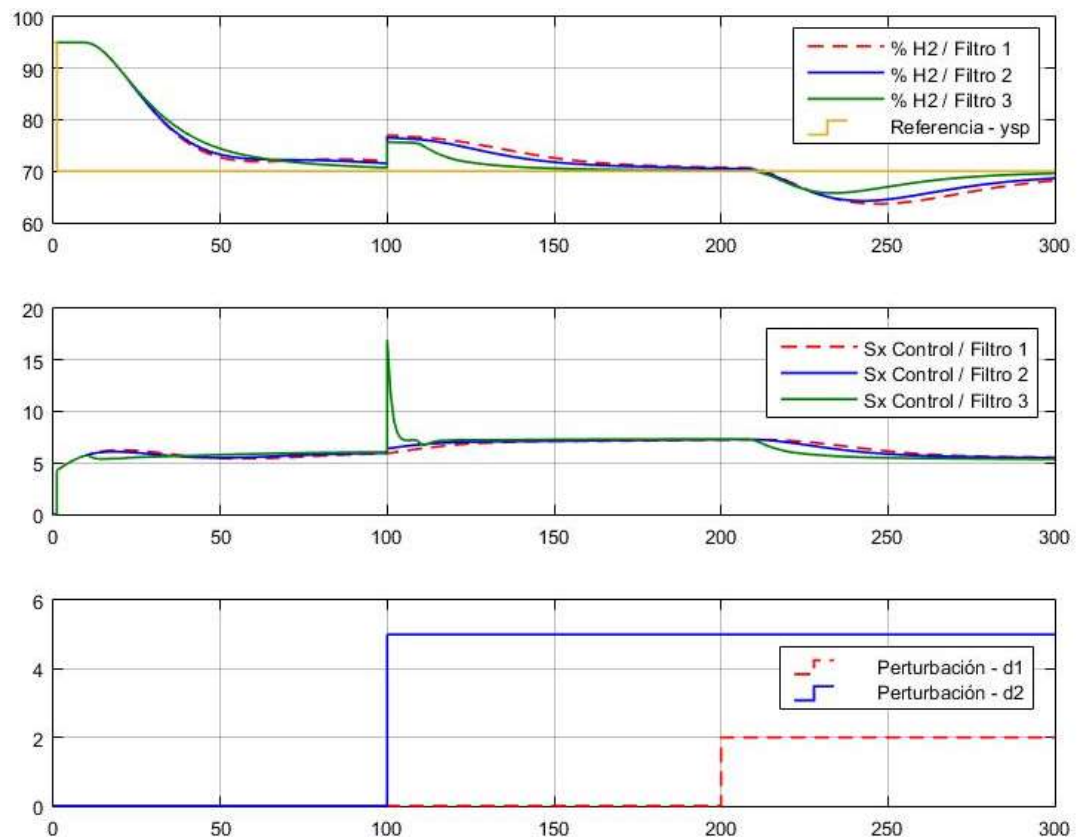 100
90
80
70
60
% H2 / Filtro 1
% H2 / Filtro 2
% H2 / Filtro 3
Referencia - ysp
0 50 100 150 200 250 300
20
15
10
5
0
Sx Control / Filtro 1
Sx Control / Filtro 2
Sx Control / Filtro 3
0 50 100 150 200 250 300
6
4
2
0
Perturbación - d1
Perturbación - d2
0 50 100 150 200 250 300